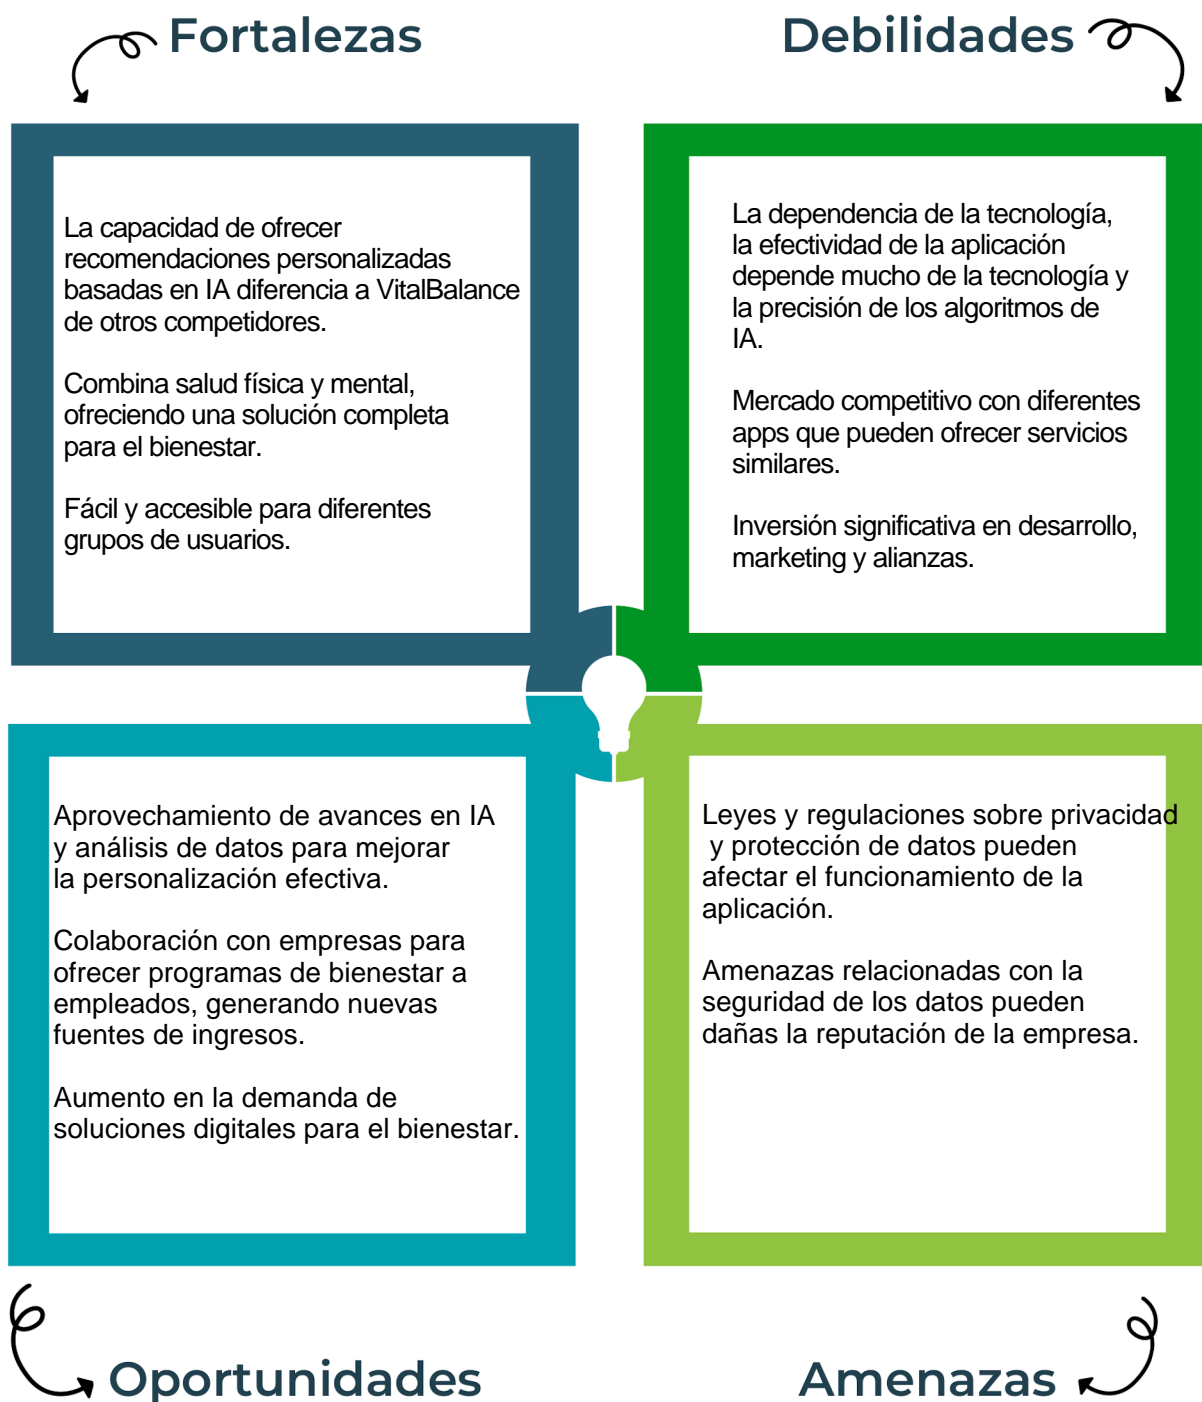 Fortalezas
La capacidad de ofrecer
recomendaciones personalizadas
basadas en IA diferencia a VitalBalance
de otros competidores.
Combina salud física y mental,
ofreciendo una solución completa
para el bienestar.
Fácil y accesible para diferentes
grupos de usuarios.
Debilidades
La dependencia de la tecnología,
la efectividad de la aplicación
depende mucho de la tecnología y
la precisión de los algoritmos de
IA.
Mercado competitivo con diferentes
apps que pueden ofrecer servicios
similares.
Inversión significativa en desarrollo,
marketing y alianzas.
Aprovechamiento de avances en IA
y análisis de datos para mejorar
la personalización efectiva.
Colaboración con empresas para
ofrecer programas de bienestar a
empleados, generando nuevas
fuentes de ingresos.
Aumento en la demanda de
soluciones digitales para el bienestar.
Oportunidades
Leyes y regulaciones sobre privacidad
y protección de datos pueden
afectar el funcionamiento de la
aplicación.
Amenazas relacionadas con la
seguridad de los datos pueden
dañas la reputación de la empresa.
Amenazas